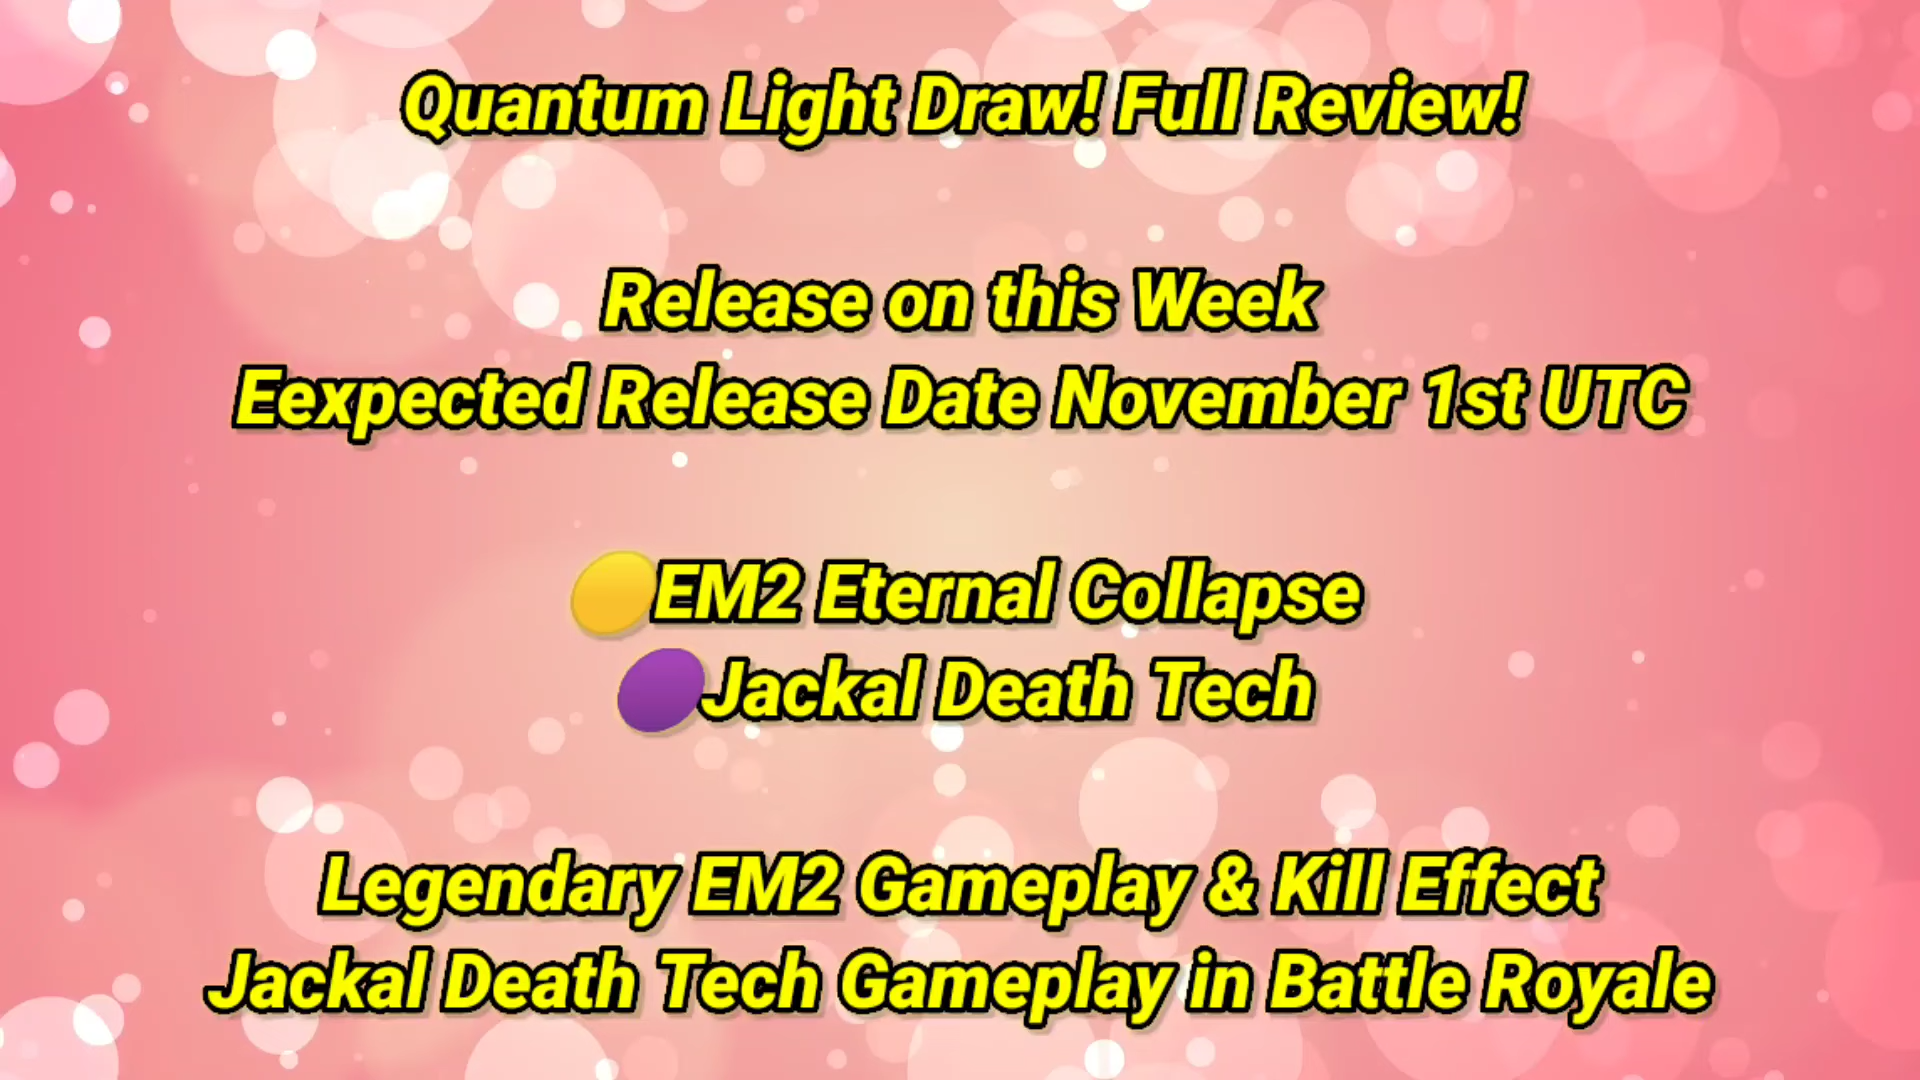 Quantum Light Draw! Full Review!
Release on this Week
Eexpected Release Date November 1st UTC
🟡EM2 Eternal Collapse
🟣Jackal Death Tech
Legendary EM2 Gameplay & Kill Effect
Jackal Death Tech Gameplay in Battle Royale